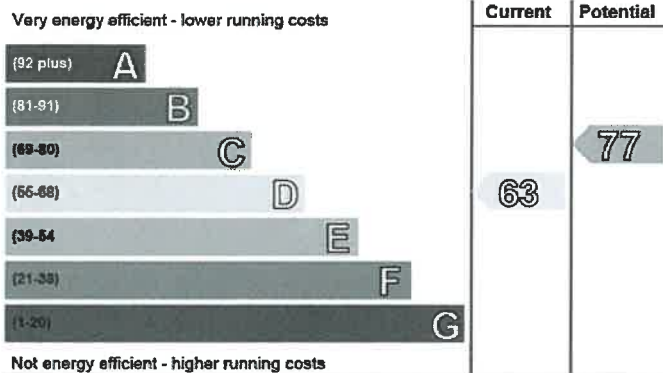 Very energy efficient - lower running costs
Current
Potential
(92 plus) A
(81-91) B
(69-80) C
77
(55-68) D
63
(39-54 E
(21-38) F
(1-20) G
Not energy efficient - higher running costs